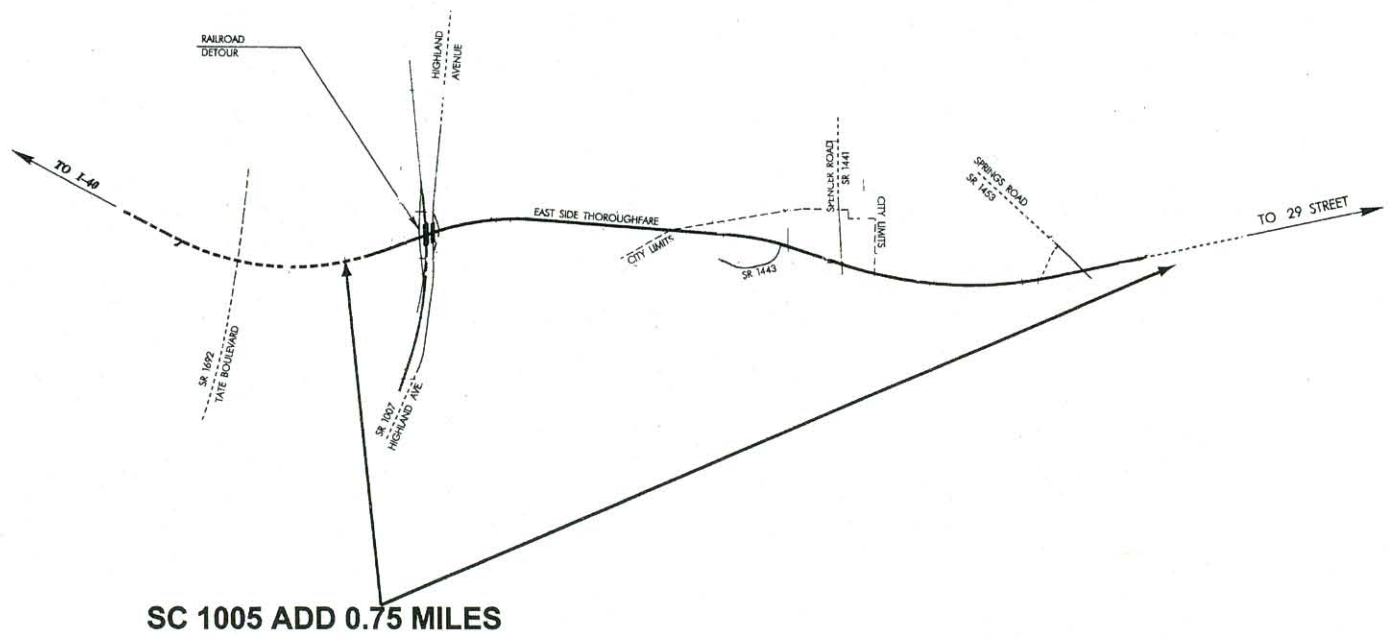 RAILROAD
DETOUR
HIGHLAND
AVENUE
TO I-40
SPENCER ROAD
SR 1441
SPRINGS ROAD
SR 1453
EAST SIDE THOROUGHFARE
CITY LIMITS
CITY LIMITS
TO 29 STREET
SR 1443
SR 1692
TATE BOULEVARD
SR 1007
HIGHLAND AVE
SC 1005 ADD 0.75 MILES